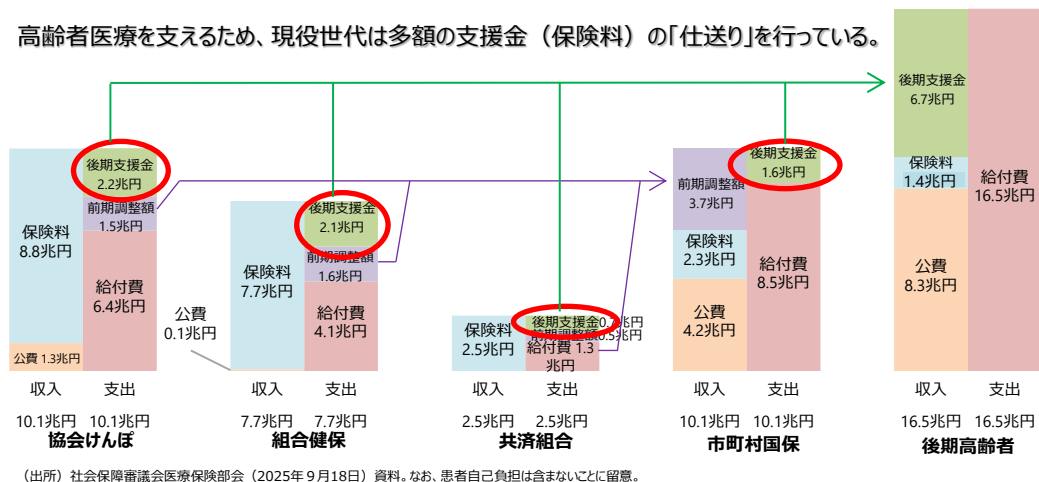 高齢者医療を支えるため、現役世代は多額の支援金（保険料）の「仕送り」を行っている。
保険料
8.8兆円
公費 1.3兆円
後期支援金
2.2兆円
前期調整額
1.5兆円
給付費
6.4兆円
収入
支出
10.1兆円
10.1兆円
協会けんぽ
公費
0.1兆円
保険料
7.7兆円
後期支援金
2.1兆円
前期調整額
1.6兆円
給付費
4.1兆円
収入
支出
7.7兆円
7.7兆円
組合健保
保険料
2.5兆円
後期支援金0.7兆円
前期調整額0.5兆円
給付費 1.3
兆円
収入
支出
2.5兆円
2.5兆円
共済組合
前期調整額
3.7兆円
保険料
2.3兆円
公費
4.2兆円
後期支援金
1.6兆円
給付費
8.5兆円
収入
支出
10.1兆円
10.1兆円
市町村国保
後期支援金
6.7兆円
保険料
1.4兆円
公費
8.3兆円
給付費
16.5兆円
収入
支出
16.5兆円
16.5兆円
後期高齢者
（出所）社会保障審議会医療保険部会（2025年９月18日）資料。なお、患者自己負担は含まないことに留意。